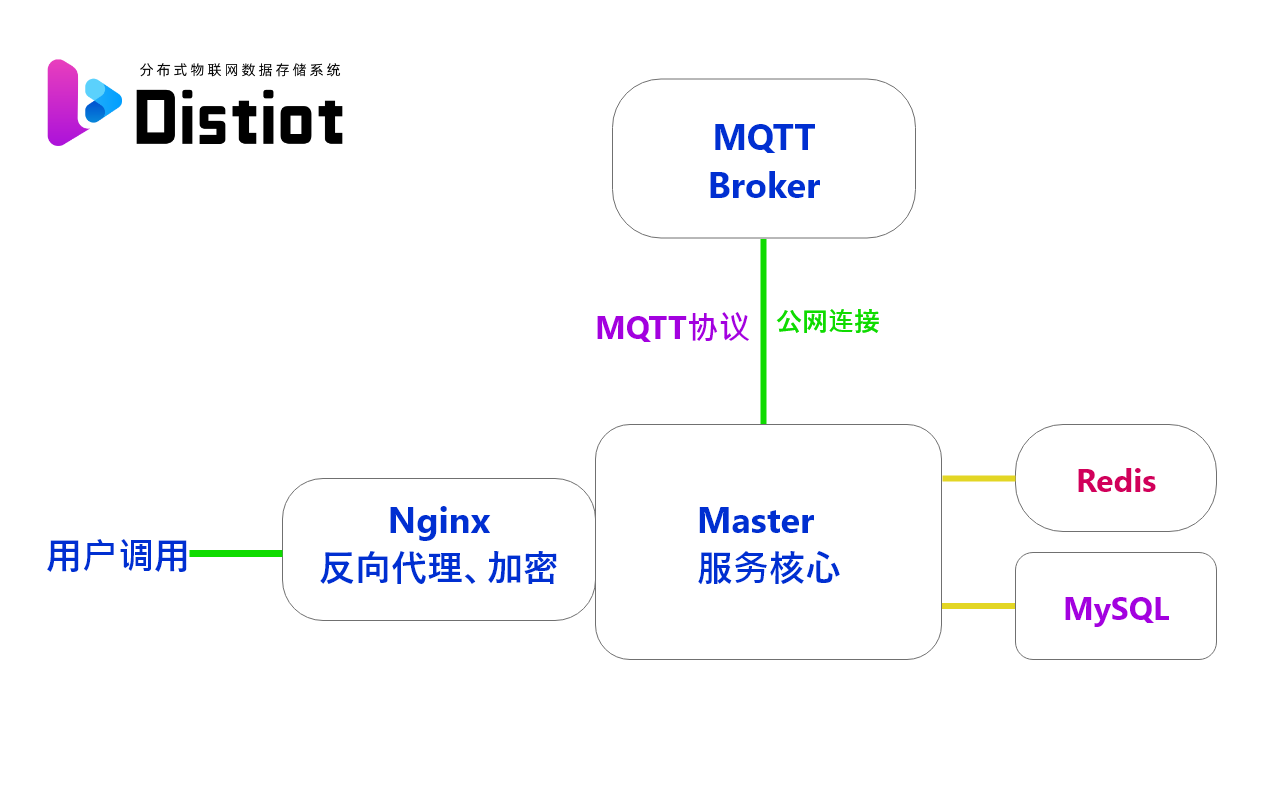 分布式物联网数据存储系统
Distiot
MQTT
Broker
MQTT协议
公网连接
用户调用
Nginx
反向代理、加密
Master
服务核心
Redis
MySQL